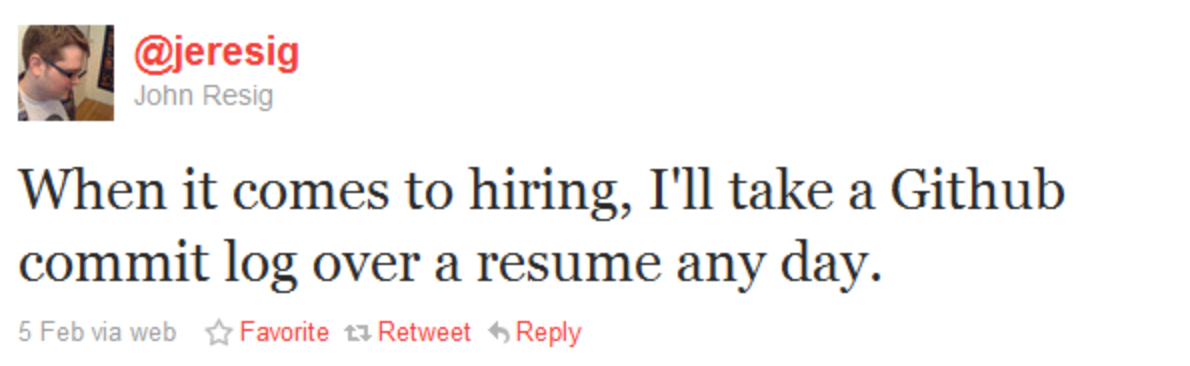 @jeresig
John Resig
When it comes to hiring, I'll take a Github
commit log over a resume any day.
5 Feb via web Favorite Retweet Reply